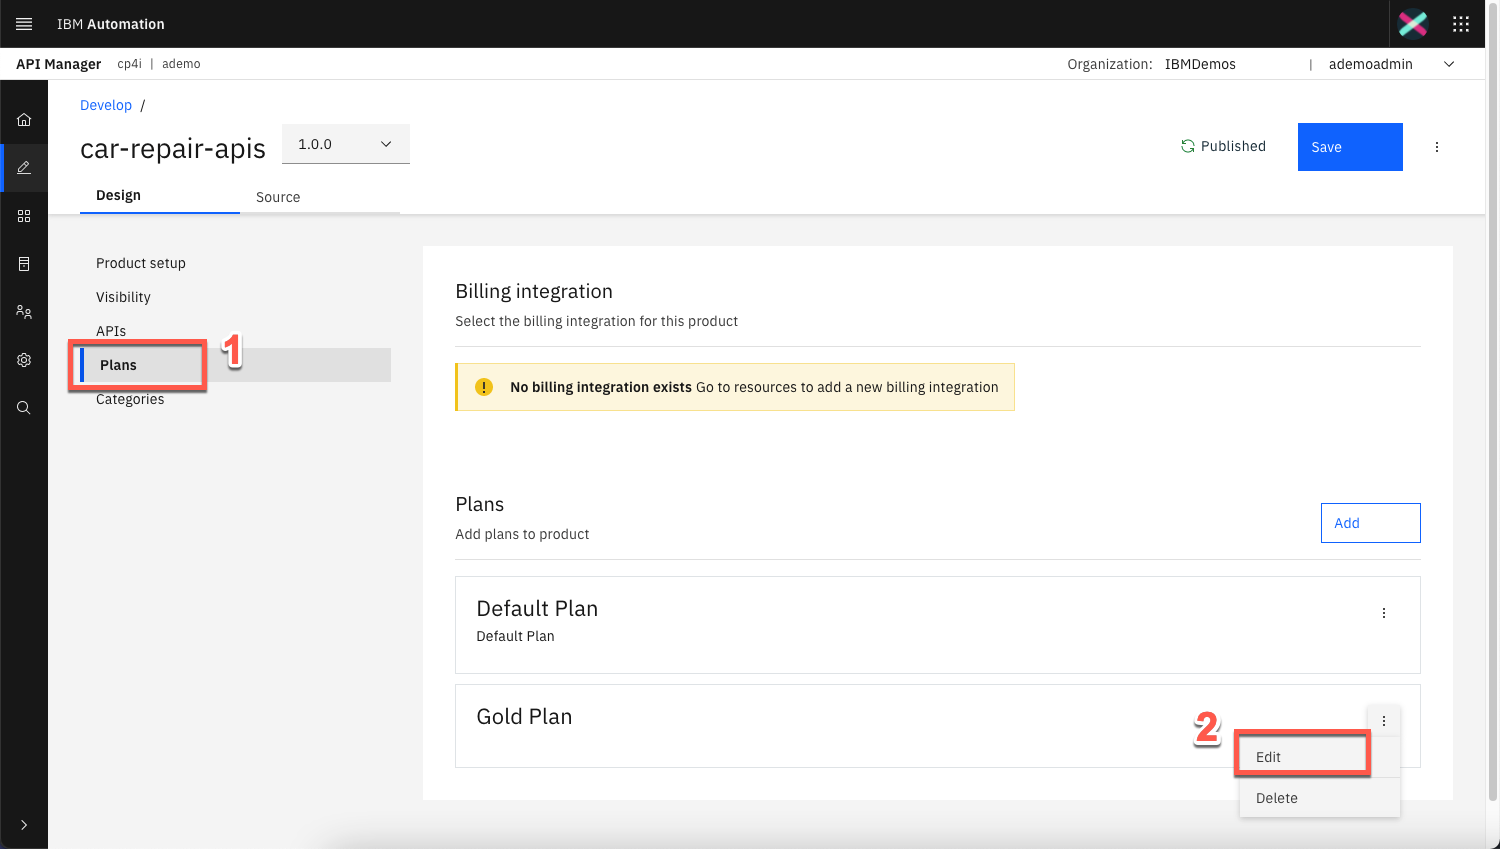 IBM Automation
API Manager cp4i | ademo Organization: IBMDemos | ademoadmin
Develop /
car-repair-apis 1.0.0 Published Save
Design Source
Product setup
Visibility
APIs
Plans 1
Categories
Billing integration
Select the billing integration for this product
No billing integration exists Go to resources to add a new billing integration
Plans
Add plans to product
Add
Default Plan
Default Plan
Gold Plan
2
Edit
Delete